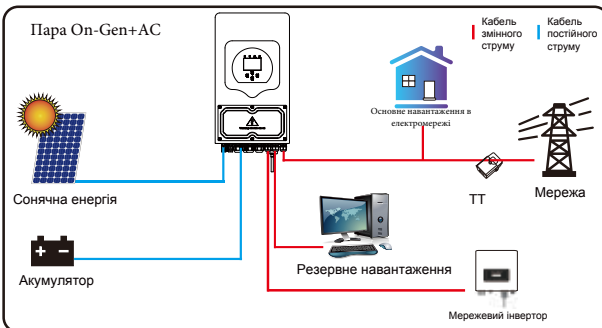 Пара On-Gen+AC
Кабель
змінного
струму
Кабель
постійного
струму
Основне навантаження в
електромережі
Сонячна енергія
ТТ
Мережа
Акумулятор
Резервне навантаження
Мережевий інвертор